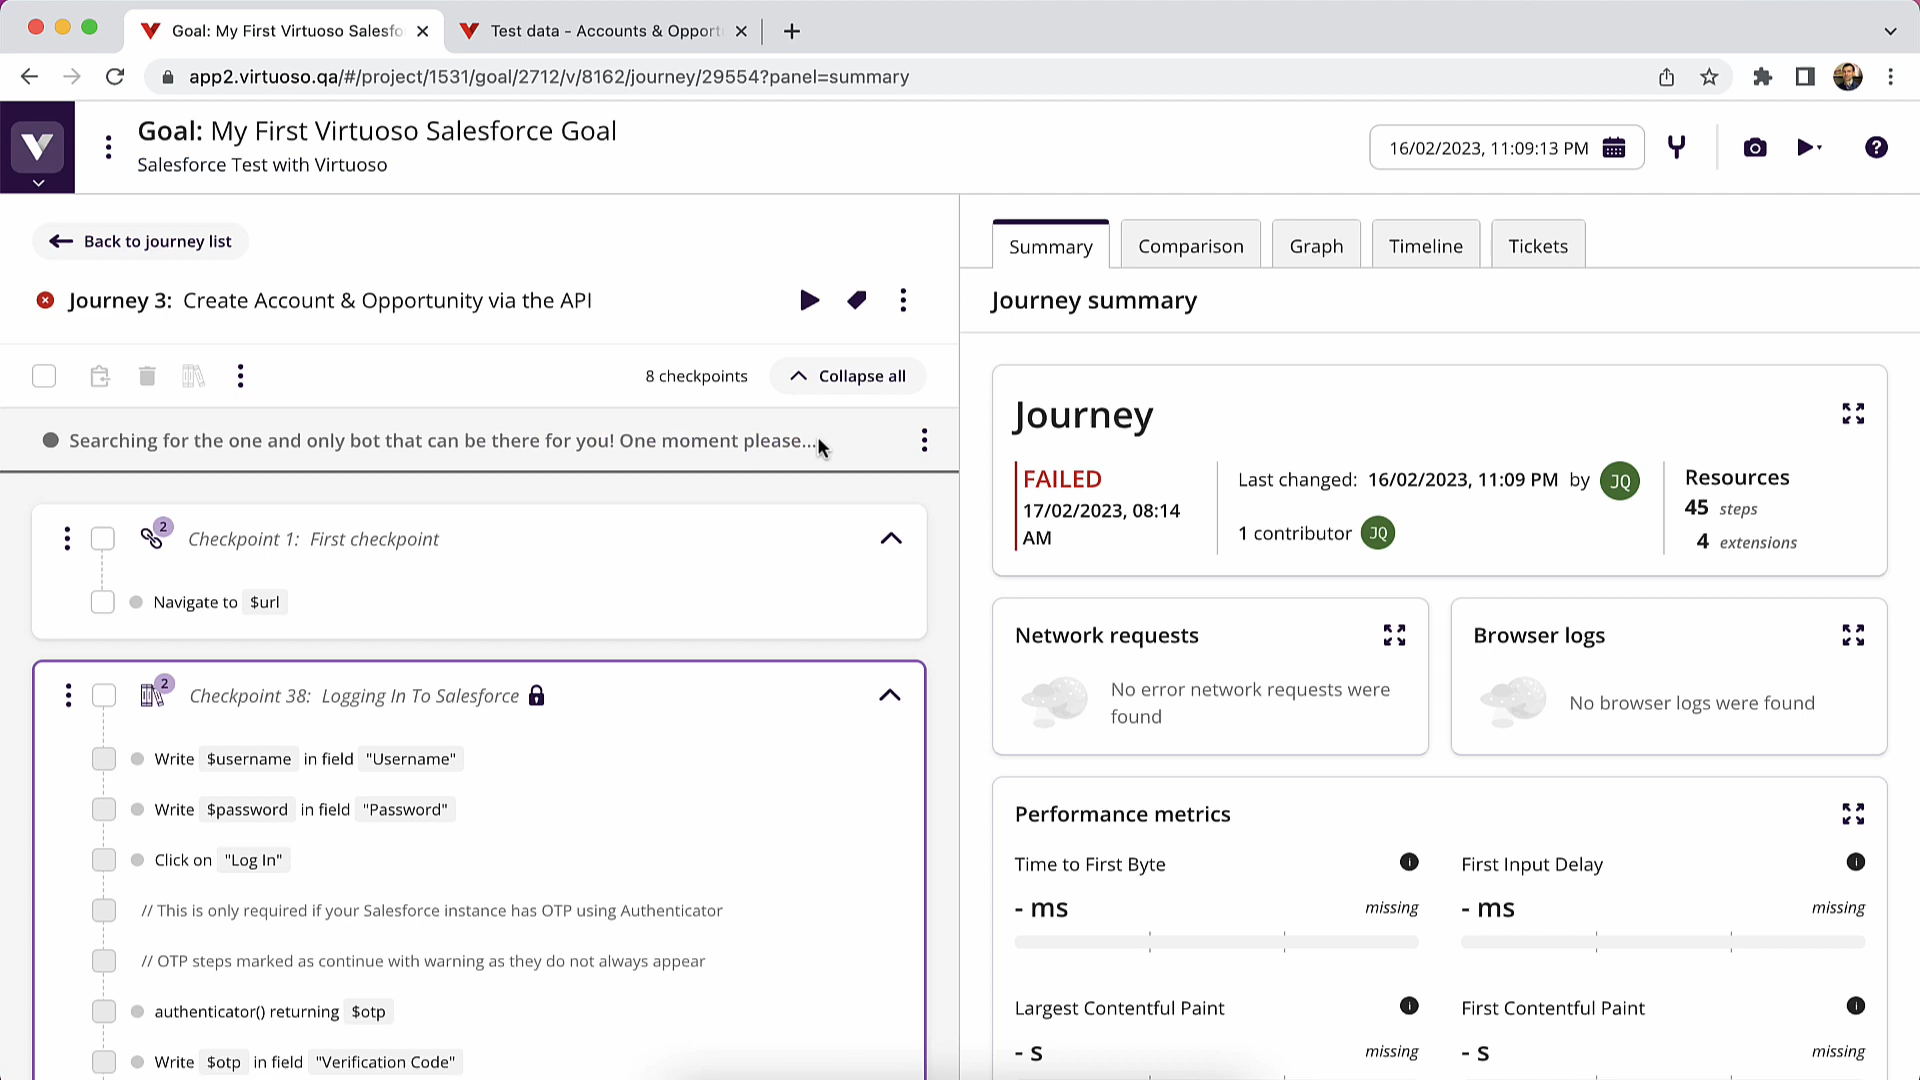 Goal: My First Virtuoso Salesfo
Test data - Accounts & Opport
app2.virtuoso.qa/#/project/1531/goal/2712/v/8162/journey/29554?panel=summary
Goal: My First Virtuoso Salesforce Goal
Salesforce Test with Virtuoso
16/02/2023, 11:09:13 PM
Back to journey list
Journey 3: Create Account & Opportunity via the API
8 checkpoints
Collapse all
Searching for the one and only bot that can be there for you! One moment please...
2
Checkpoint 1: First checkpoint
Navigate to $url
2
Checkpoint 38: Logging In To Salesforce
Write $username in field "Username"
Write $password in field "Password"
Click on "Log In"
// This is only required if your Salesforce instance has OTP using Authenticator
// OTP steps marked as continue with warning as they do not always appear
authenticator() returning $otp
Write $otp in field "Verification Code"
Summary
Comparison
Graph
Timeline
Tickets
Journey summary
Journey
FAILED
17/02/2023, 08:14
AM
Last changed: 16/02/2023, 11:09 PM by JQ
1 contributor JQ
Resources
45 steps
4 extensions
Network requests
No error network requests were
found
Browser logs
No browser logs were found
Performance metrics
Time to First Byte
- ms missing
First Input Delay
- ms missing
Largest Contentful Paint
- s missing
First Contentful Paint
- s missing